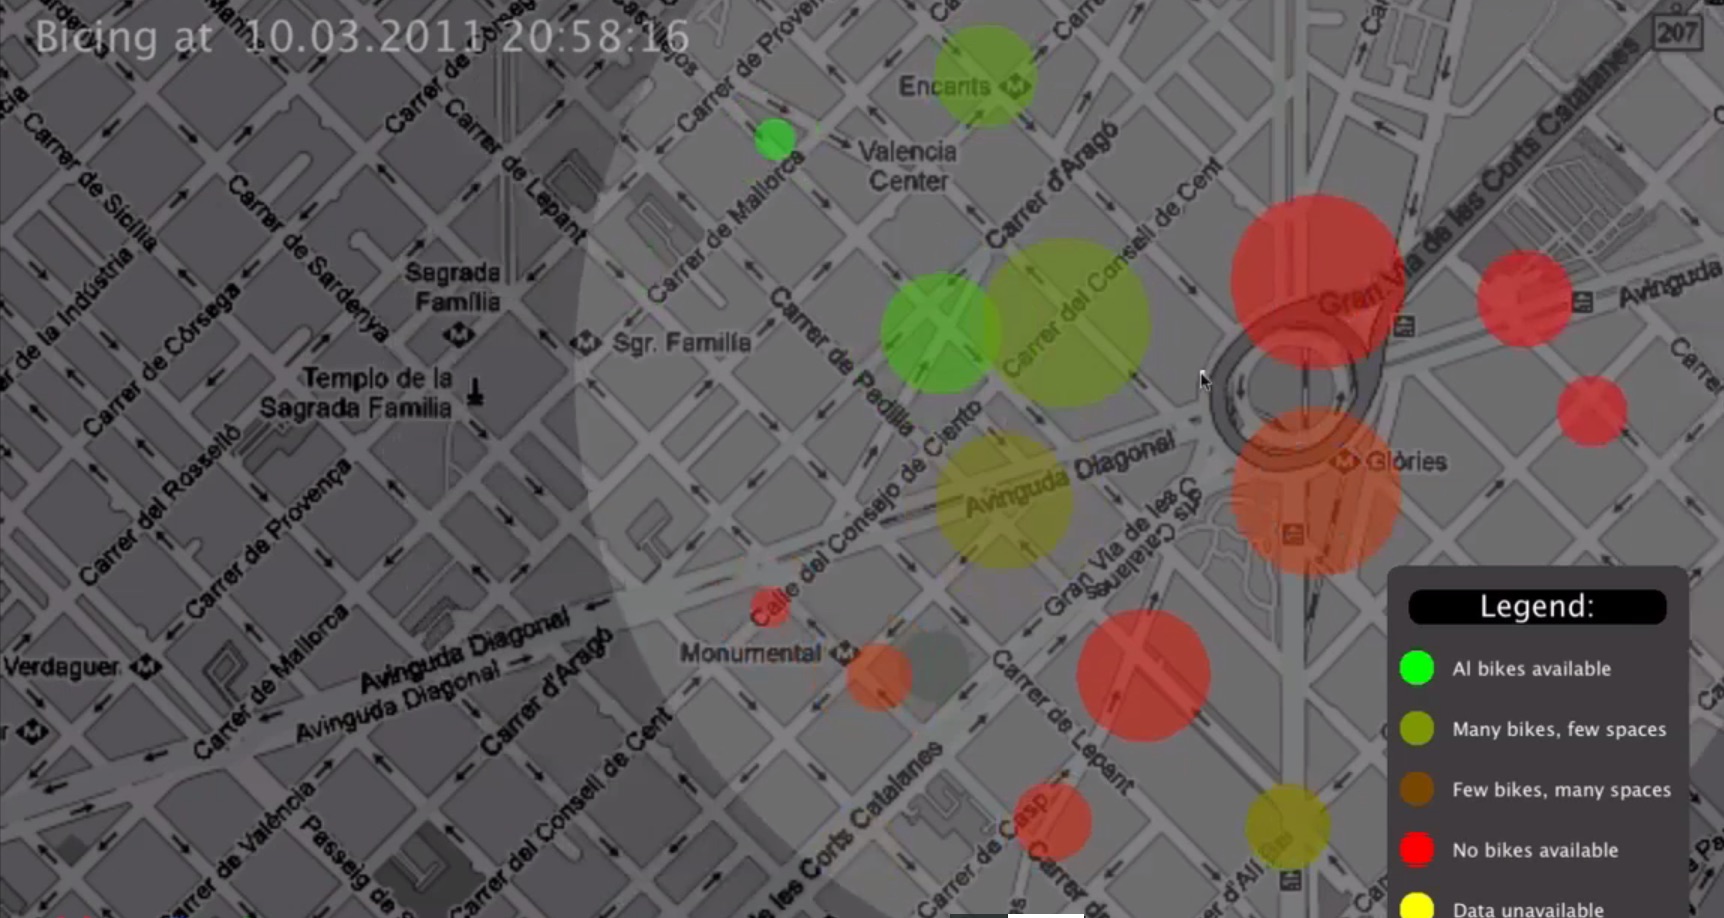 Bicing at 10.03.2011 20:58:16
207
Carrer de Proven
Encants
Valencia
Center
Carrer de Lepant
Carrer de Sicília
Carrer de Sardenya
Carrer de Mallorca
Carrer d'Aragó
Carrer del Consell de Cent
Gran Via de les Corts Catalanes
Avinguda
Sagrada
Família
Sgr. Família
Carrer de Padilla
Carrer de Còrsega
Templo de la
Sagrada Familia
Carrer del Rosselló
Carrer de Provença
Calle del Consejo de Ciento
Avinguda Diagonal
Glòries
Gran Via de les C
Monumental
Verdaguer
Carrer de Mallorca
Avinguda Diagonal
Avinguda Diagonal
Carrer d'Aragó
Carrer de Lepant
Carrer de València
Passeig de s
Carrer del Consell de Cent
les Corts Catalanes
Carrer de Casp
Legend:
Al bikes available
Many bikes, few spaces
Few bikes, many spaces
No bikes available
Data unavailable